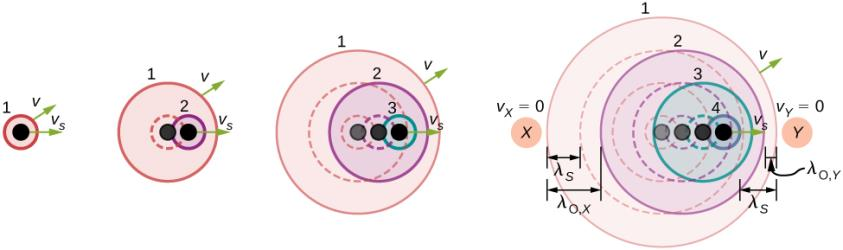 1
v
v_s
1
v
2
v_s
1
v
2
3
v_s
1
2
v
3
v_X = 0
4
v_s
v_Y = 0
X
Y
λ_S
λ_O,Y
λ_O,X
λ_S